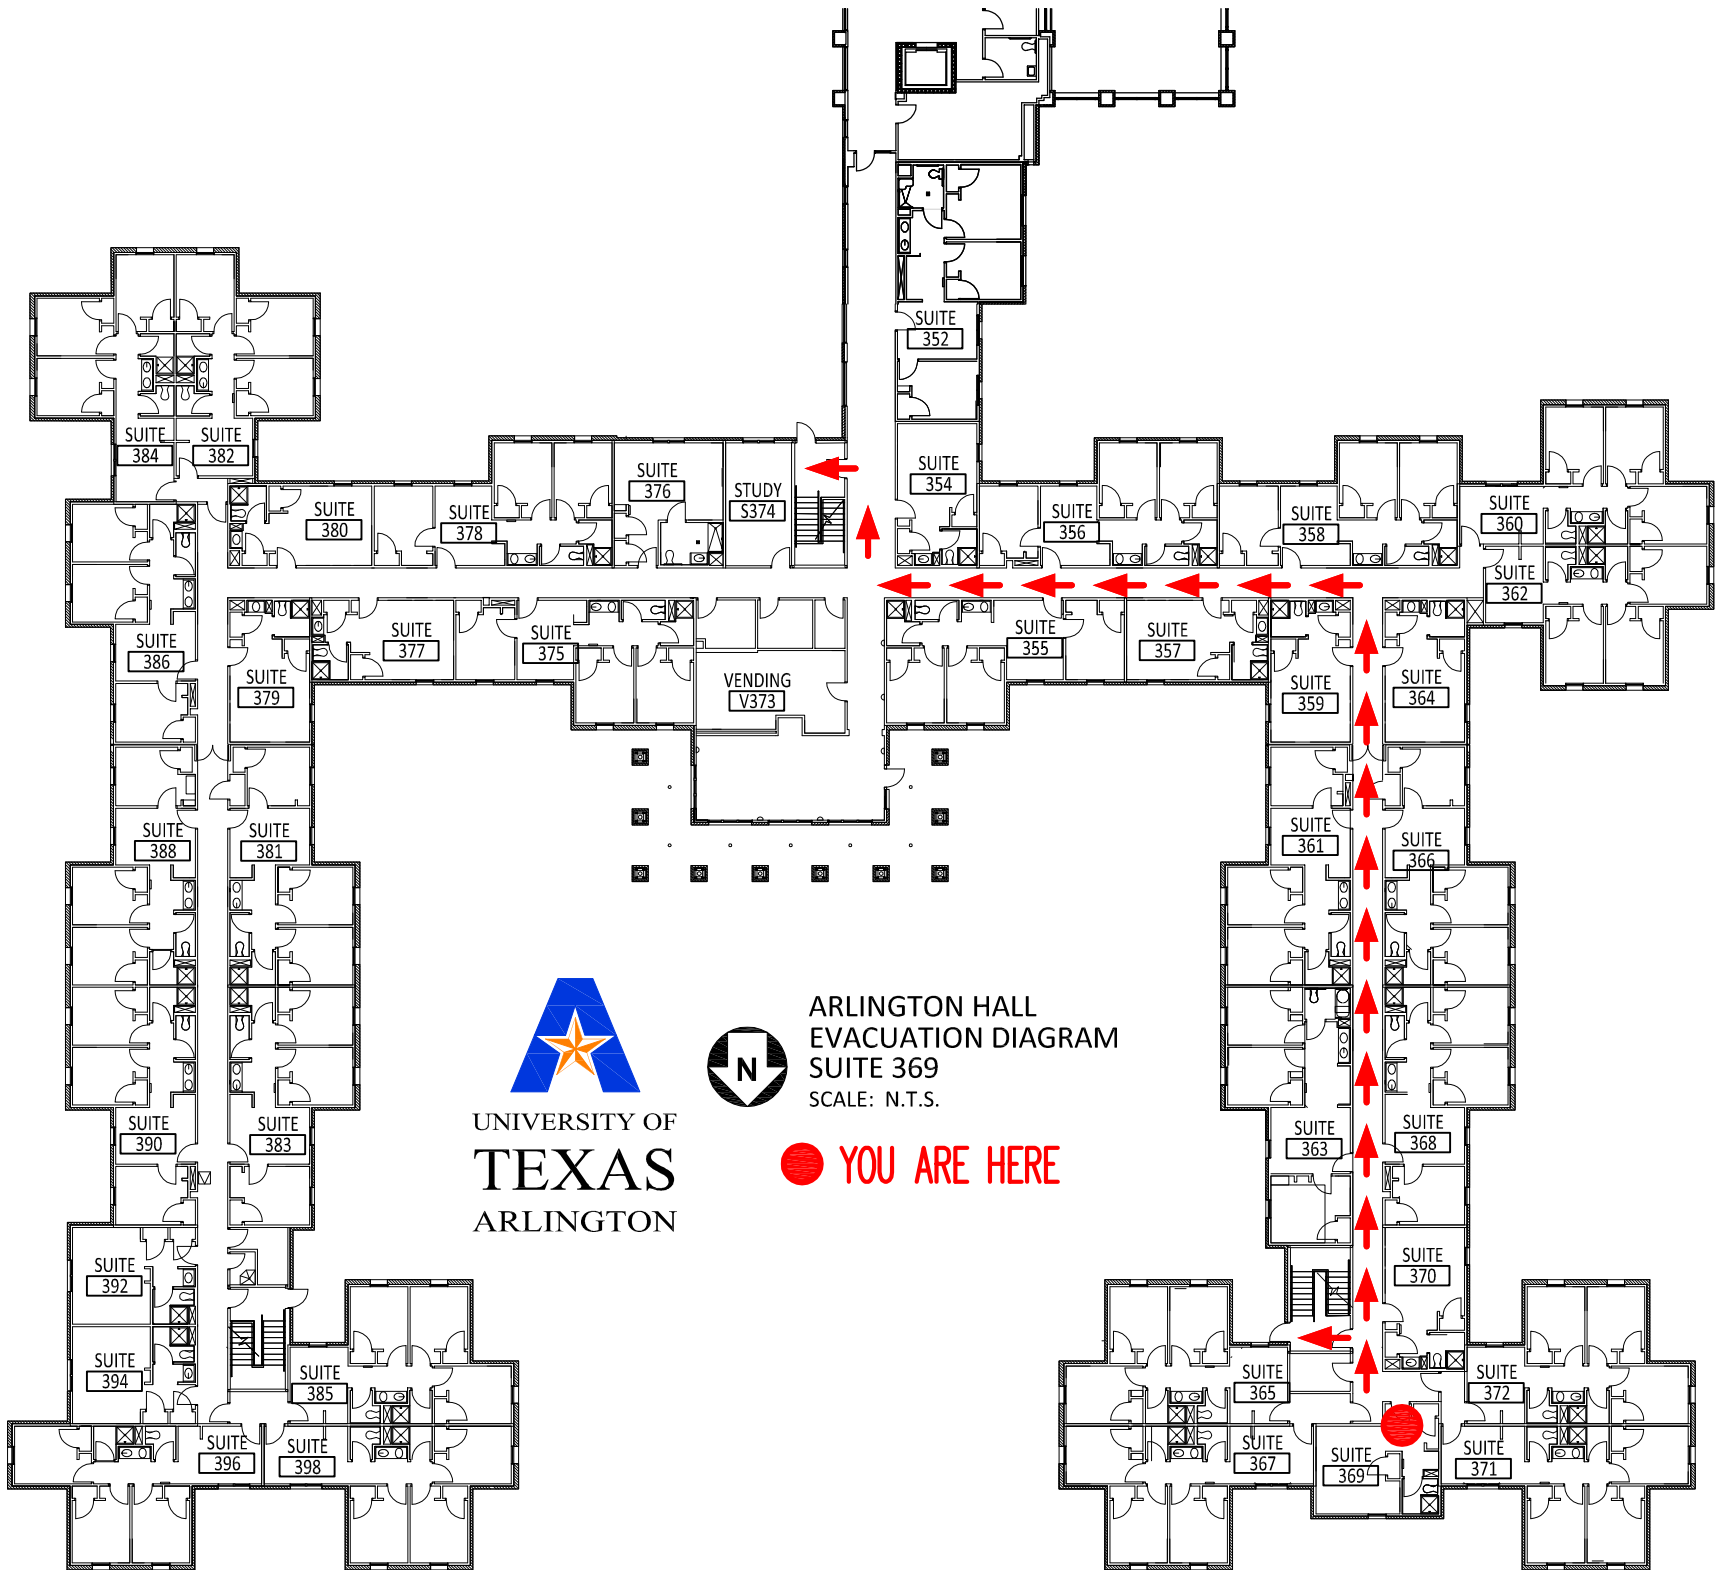 SUITE
352
SUITE
384
SUITE
382
SUITE
376
STUDY
S374
SUITE
354
SUITE
380
SUITE
378
SUITE
356
SUITE
358
SUITE
360
SUITE
362
SUITE
386
SUITE
379
SUITE
377
SUITE
375
VENDING
V373
SUITE
355
SUITE
357
SUITE
359
SUITE
364
SUITE
388
SUITE
381
SUITE
361
SUITE
366
ARLINGTON HALL
EVACUATION DIAGRAM
SUITE 369
SCALE: N.T.S.
N
UNIVERSITY OF
TEXAS
ARLINGTON
YOU ARE HERE
SUITE
390
SUITE
383
SUITE
363
SUITE
368
SUITE
392
SUITE
370
SUITE
394
SUITE
385
SUITE
365
SUITE
372
SUITE
396
SUITE
398
SUITE
367
SUITE
369
SUITE
371